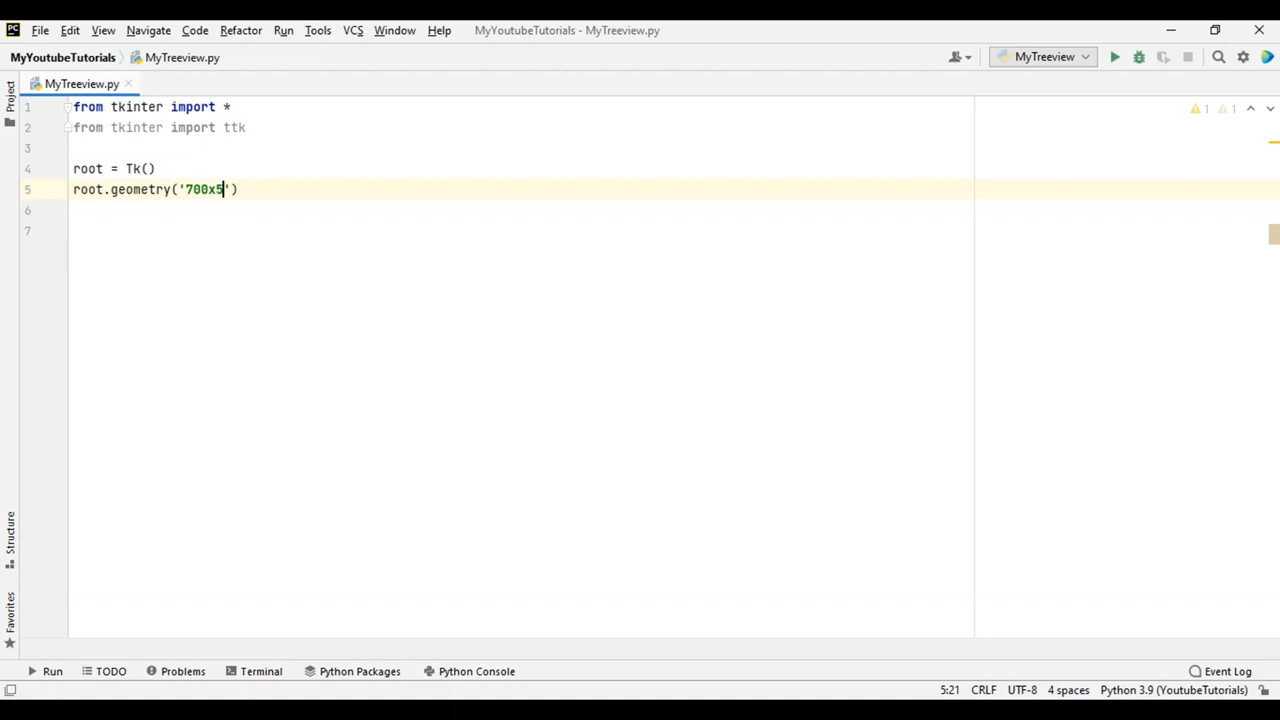 PC File Edit View Navigate Code Refactor Run Tools VCS Window Help MyYoutubeTutorials - MyTreeview.py
MyYoutubeTutorials MyTreeview.py MyTreeview
Project
MyTreeview.py
1 from tkinter import * 1 1
2 from tkinter import ttk
3
4 root = Tk()
5 root.geometry('700x5')
6
7
Structure
Favorites
Run TODO Problems Terminal Python Packages Python Console Event Log
5:21 CRLF UTF-8 4 spaces Python 3.9 (YoutubeTutorials)